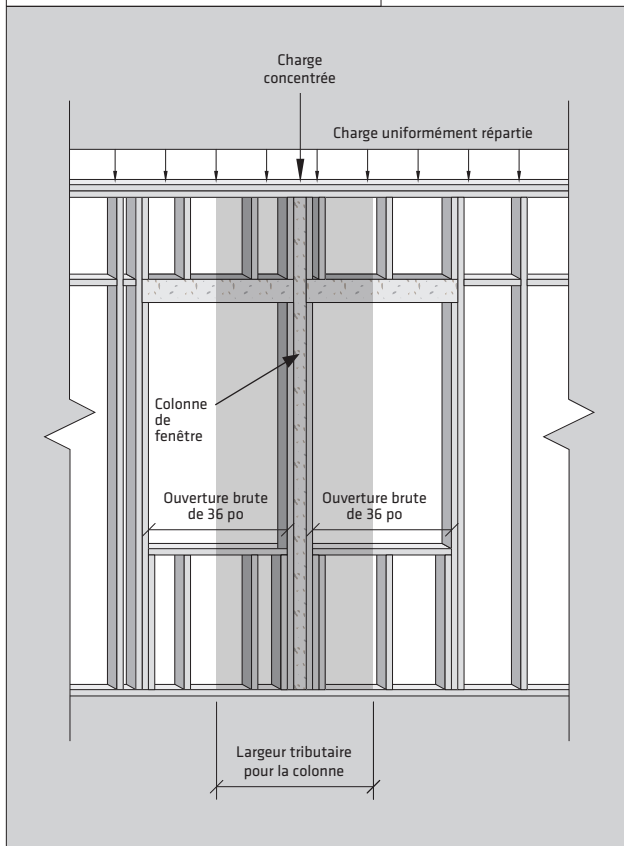 Charge
concentrée
Charge uniformément répartie
Colonne
de
fenêtre
Ouverture brute
de 36 po
Ouverture brute
de 36 po
Largeur tributaire
pour la colonne